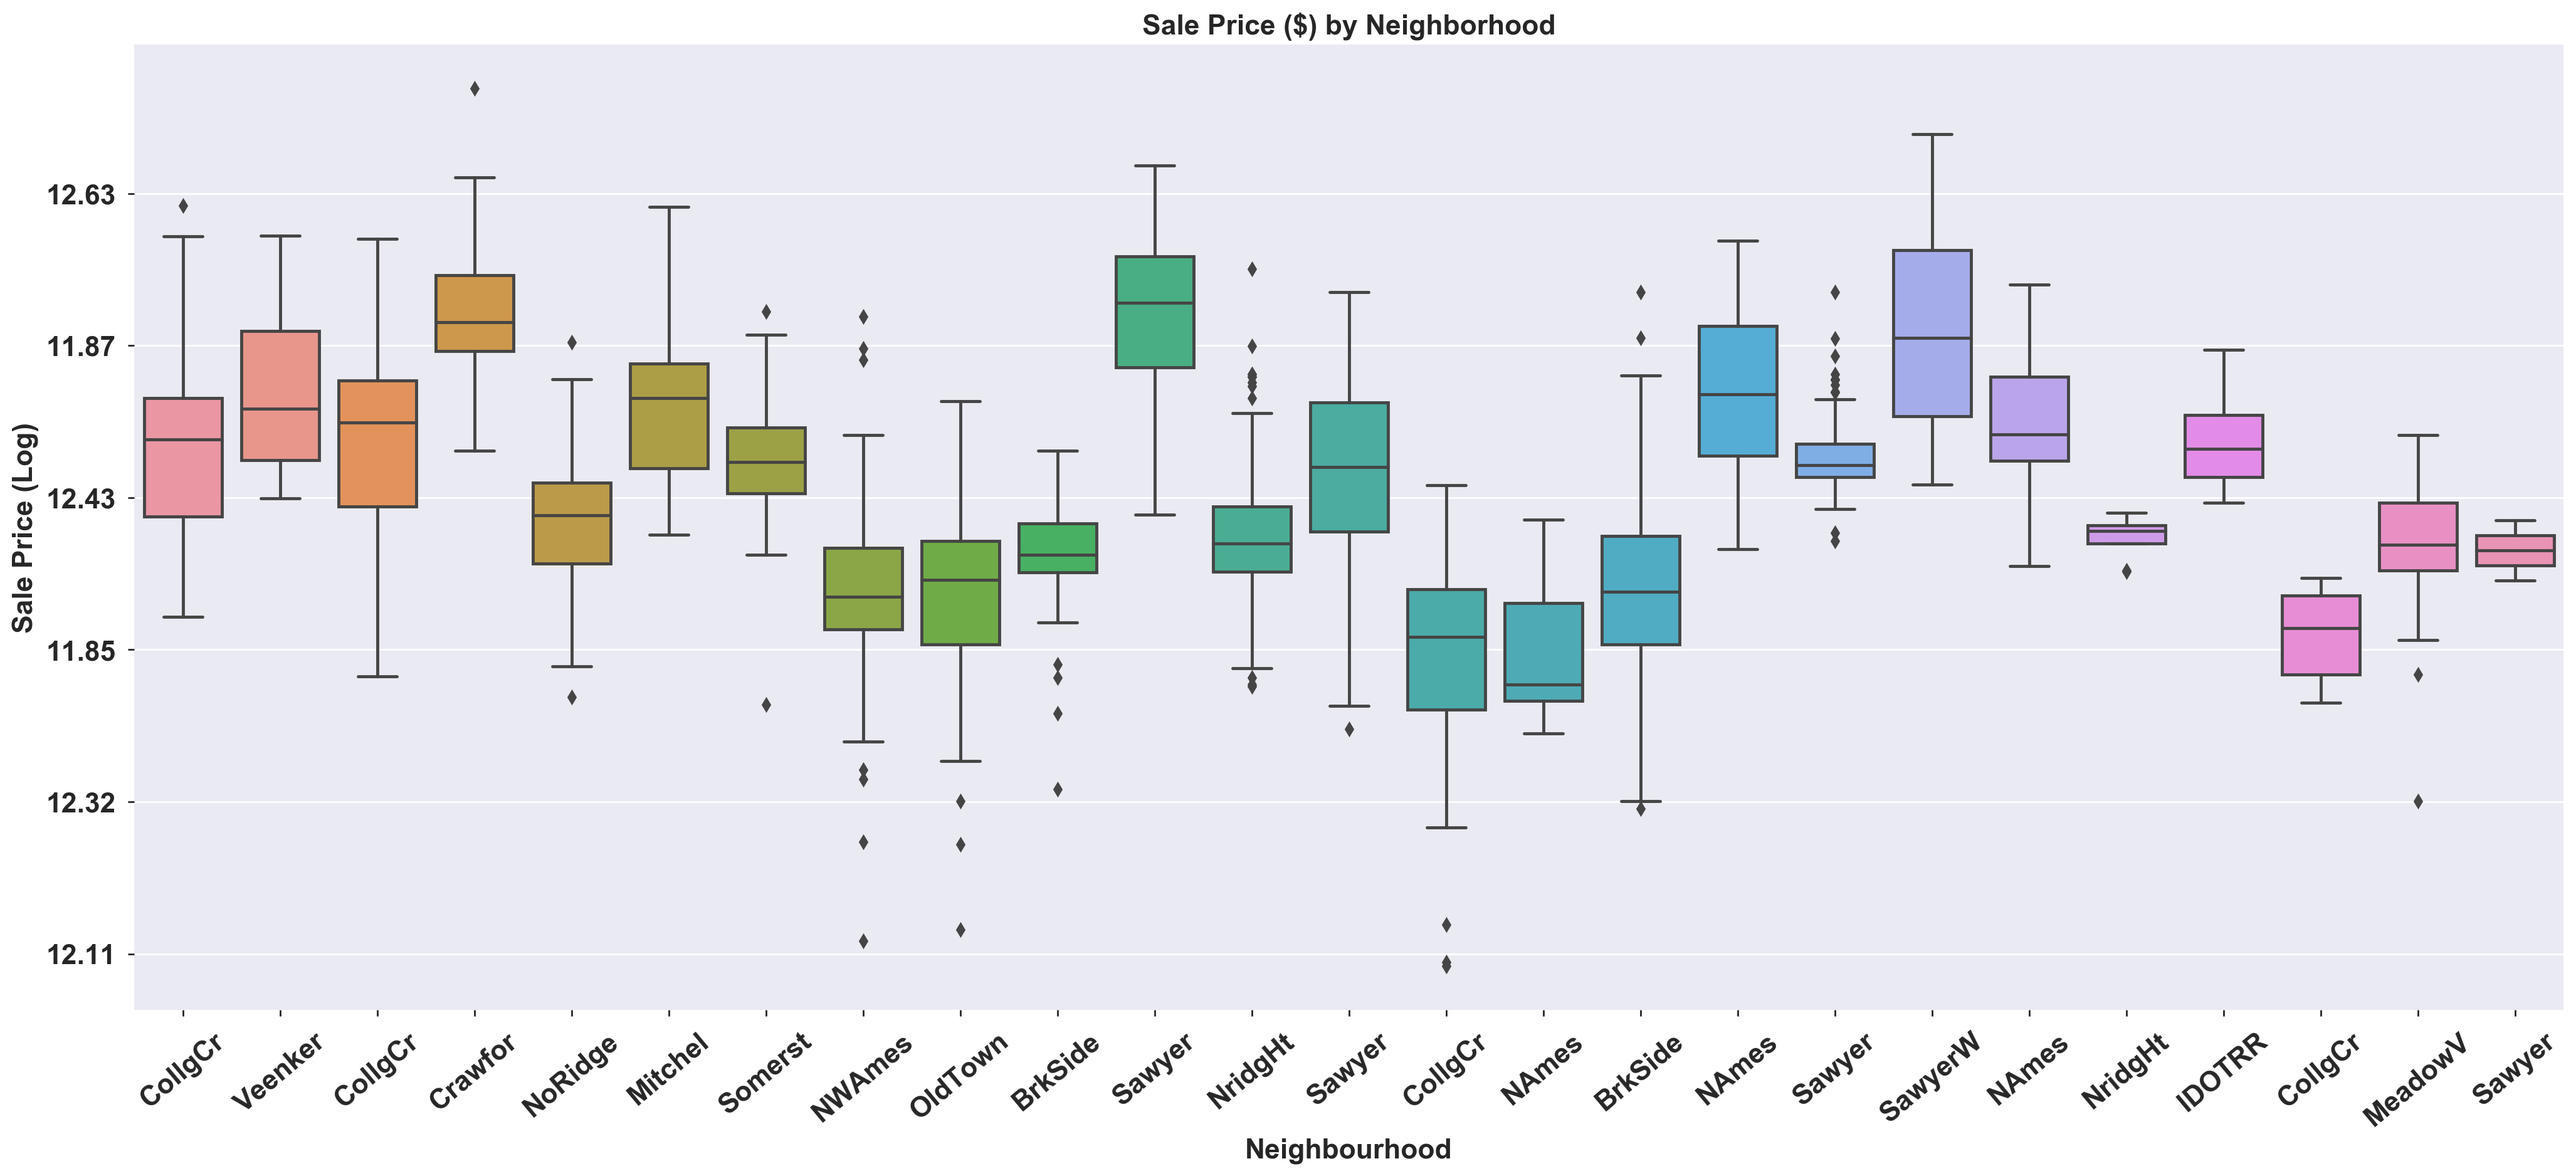 Sale Price ($) by Neighborhood
Sale Price (Log)
12.63
11.87
12.43
11.85
12.32
12.11
CollgCr
Veenker
CollgCr
Crawfor
NoRidge
Mitchel
Somerst
NWAmes
OldTown
BrkSide
Sawyer
NridgHt
Sawyer
CollgCr
NAmes
BrkSide
NAmes
Sawyer
SawyerW
NAmes
NridgHt
IDOTRR
CollgCr
MeadowV
Sawyer
Neighbourhood